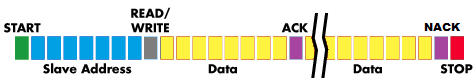 START
READ/
WRITE
ACK
NACK
Slave Address
Data
Data
STOP